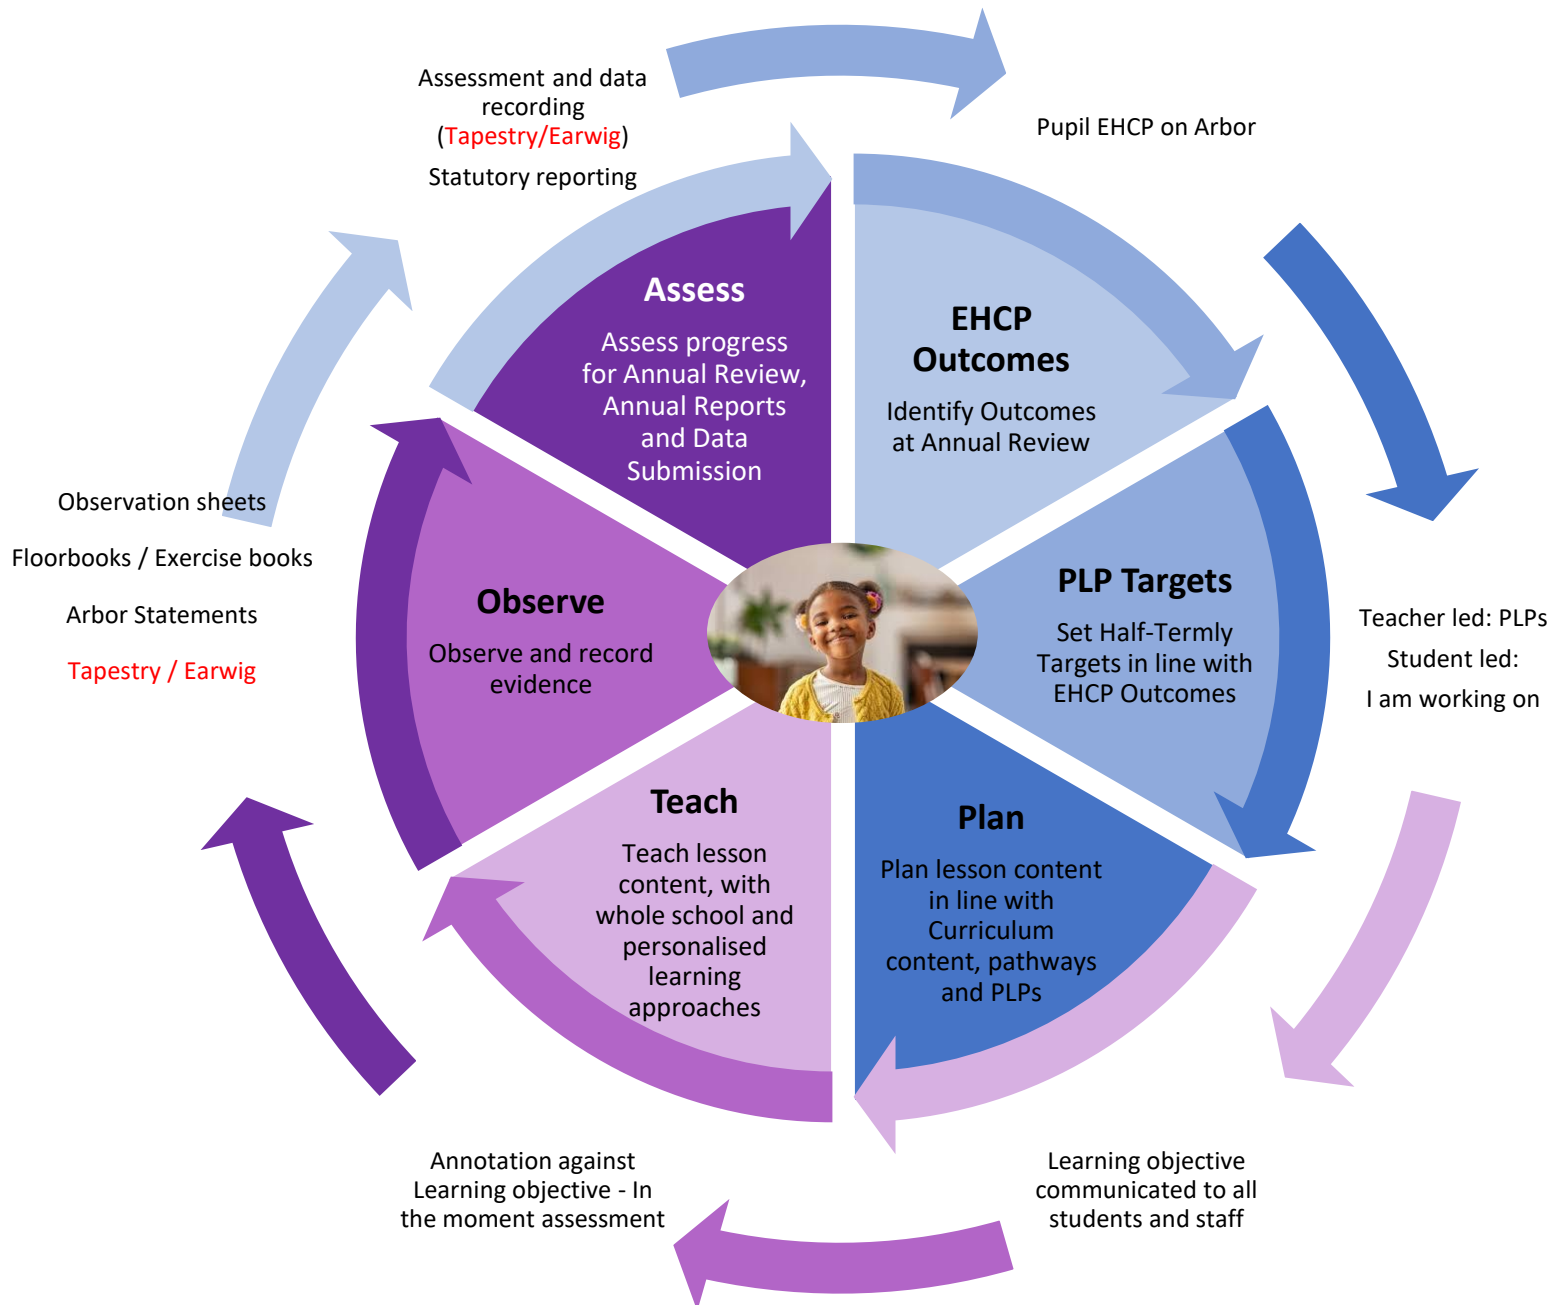 Assessment and data
recording
(Tapestry/Earwig)
Statutory reporting
Pupil EHCP on Arbor
Assess
Assess progress
for Annual Review,
Annual Reports
and Data
Submission
EHCP
Outcomes
Identify Outcomes
at Annual Review
PLP Targets
Set Half-Termly
Targets in line with
EHCP Outcomes
Teacher led: PLPs
Student led:
I am working on
Plan
Plan lesson content
in line with
Curriculum
content, pathways
and PLPs
Learning objective
communicated to all
students and staff
Teach
Teach lesson
content, with
whole school and
personalised
learning
approaches
Annotation against
Learning objective - In
the moment assessment
Observe
Observe and record
evidence
Observation sheets
Floorbooks / Exercise books
Arbor Statements
Tapestry / Earwig